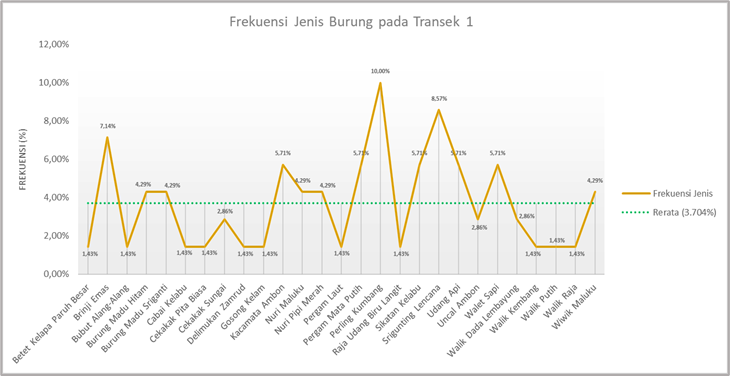 Frekuensi Jenis Burung pada Transek 1
12,00%
10,00%
8,00%
6,00%
4,00%
2,00%
0,00%
FREKUENSI (%)
1,43%
7,14%
1,43%
4,29%
4,29%
1,43%
1,43%
2,86%
1,43%
1,43%
5,71%
4,29%
4,29%
1,43%
5,71%
10,00%
1,43%
5,71%
8,57%
5,71%
2,86%
5,71%
2,86%
1,43%
1,43%
1,43%
4,29%
Betet Kelapa Paruh Besar
Brinji Emas
Bubut Alang-Alang
Burung Madu Hitam
Burung Madu Sriganti
Cabai Kelabu
Cekakak Pita Biasa
Cekakak Sungai
Delimukan Zamrud
Gosong Kelam
Kacamata Ambon
Nuri Maluku
Nuri Pipi Merah
Pergam Laut
Pergam Mata Putih
Perling Kumbang
Raja Udang Biru Langit
Sikatan Kelabu
Srigunting Lencana
Udang Api
Uncal Ambon
Walet Sapi
Walik Dada Lembayung
Walik Kembang
Walik Putih
Walik Raja
Wiwik Maluku
Frekuensi Jenis
Rerata (3.704%)